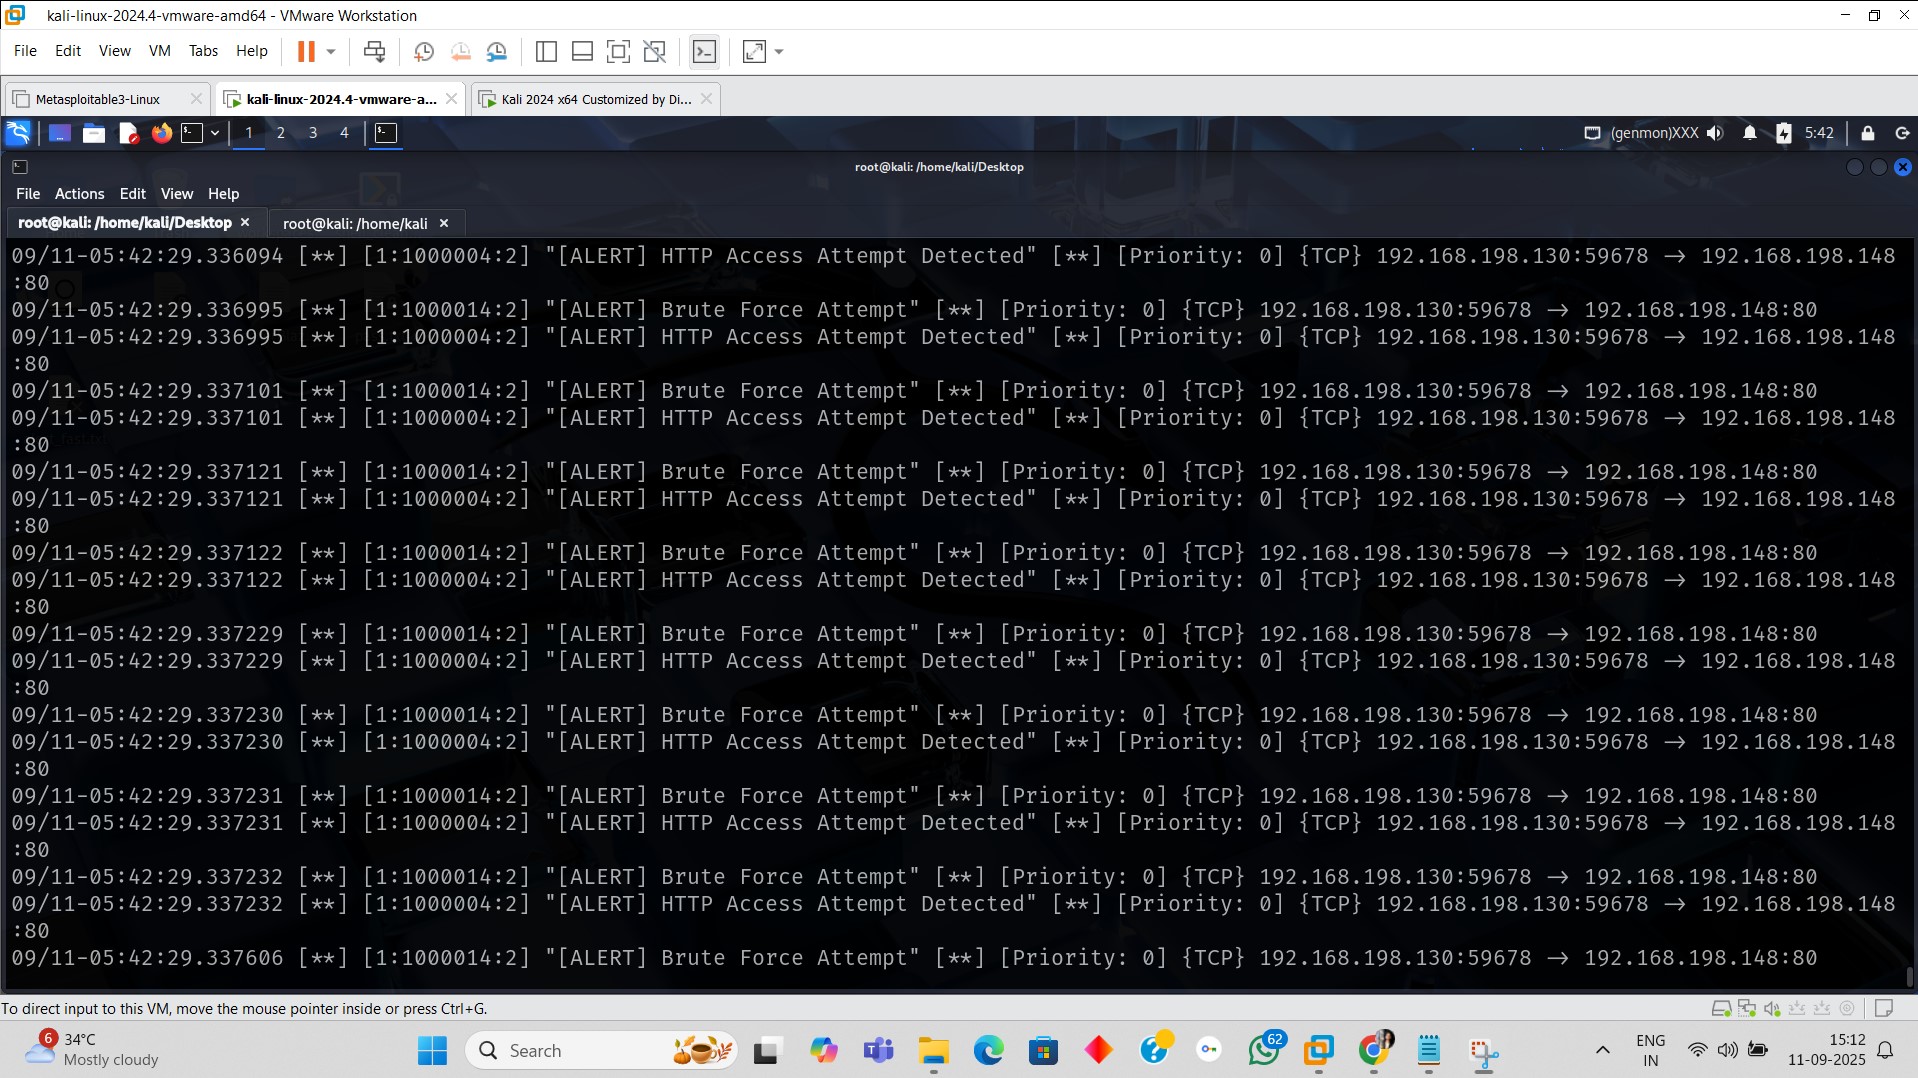 kali-linux-2024.4-vmware-amd64 - VMware Workstation
File Edit View VM Tabs Help
Metasploitable3-Linux kali-linux-2024.4-vmware-a... Kali 2024 x64 Customized by Di...
1 2 3 4 (genmon)XXX 5:42
root@kali: /home/kali/Desktop
File Actions Edit View Help
root@kali: /home/kali/Desktop root@kali: /home/kali
09/11-05:42:29.336094 [**] [1:1000004:2] "[ALERT] HTTP Access Attempt Detected" [**] [Priority: 0] {TCP} 192.168.198.130:59678 → 192.168.198.148
:80
09/11-05:42:29.336995 [**] [1:1000014:2] "[ALERT] Brute Force Attempt" [**] [Priority: 0] {TCP} 192.168.198.130:59678 → 192.168.198.148:80
09/11-05:42:29.336995 [**] [1:1000004:2] "[ALERT] HTTP Access Attempt Detected" [**] [Priority: 0] {TCP} 192.168.198.130:59678 → 192.168.198.148
:80
09/11-05:42:29.337101 [**] [1:1000014:2] "[ALERT] Brute Force Attempt" [**] [Priority: 0] {TCP} 192.168.198.130:59678 → 192.168.198.148:80
09/11-05:42:29.337101 [**] [1:1000004:2] "[ALERT] HTTP Access Attempt Detected" [**] [Priority: 0] {TCP} 192.168.198.130:59678 → 192.168.198.148
:80
09/11-05:42:29.337121 [**] [1:1000014:2] "[ALERT] Brute Force Attempt" [**] [Priority: 0] {TCP} 192.168.198.130:59678 → 192.168.198.148:80
09/11-05:42:29.337121 [**] [1:1000004:2] "[ALERT] HTTP Access Attempt Detected" [**] [Priority: 0] {TCP} 192.168.198.130:59678 → 192.168.198.148
:80
09/11-05:42:29.337122 [**] [1:1000014:2] "[ALERT] Brute Force Attempt" [**] [Priority: 0] {TCP} 192.168.198.130:59678 → 192.168.198.148:80
09/11-05:42:29.337122 [**] [1:1000004:2] "[ALERT] HTTP Access Attempt Detected" [**] [Priority: 0] {TCP} 192.168.198.130:59678 → 192.168.198.148
:80
09/11-05:42:29.337229 [**] [1:1000014:2] "[ALERT] Brute Force Attempt" [**] [Priority: 0] {TCP} 192.168.198.130:59678 → 192.168.198.148:80
09/11-05:42:29.337229 [**] [1:1000004:2] "[ALERT] HTTP Access Attempt Detected" [**] [Priority: 0] {TCP} 192.168.198.130:59678 → 192.168.198.148
:80
09/11-05:42:29.337230 [**] [1:1000014:2] "[ALERT] Brute Force Attempt" [**] [Priority: 0] {TCP} 192.168.198.130:59678 → 192.168.198.148:80
09/11-05:42:29.337230 [**] [1:1000004:2] "[ALERT] HTTP Access Attempt Detected" [**] [Priority: 0] {TCP} 192.168.198.130:59678 → 192.168.198.148
:80
09/11-05:42:29.337231 [**] [1:1000014:2] "[ALERT] Brute Force Attempt" [**] [Priority: 0] {TCP} 192.168.198.130:59678 → 192.168.198.148:80
09/11-05:42:29.337231 [**] [1:1000004:2] "[ALERT] HTTP Access Attempt Detected" [**] [Priority: 0] {TCP} 192.168.198.130:59678 → 192.168.198.148
:80
09/11-05:42:29.337232 [**] [1:1000014:2] "[ALERT] Brute Force Attempt" [**] [Priority: 0] {TCP} 192.168.198.130:59678 → 192.168.198.148:80
09/11-05:42:29.337232 [**] [1:1000004:2] "[ALERT] HTTP Access Attempt Detected" [**] [Priority: 0] {TCP} 192.168.198.130:59678 → 192.168.198.148
:80
09/11-05:42:29.337606 [**] [1:1000014:2] "[ALERT] Brute Force Attempt" [**] [Priority: 0] {TCP} 192.168.198.130:59678 → 192.168.198.148:80
To direct input to this VM, move the mouse pointer inside or press Ctrl+G.
6 34°C
Mostly cloudy
Search
62
ENG
IN
15:12
11-09-2025